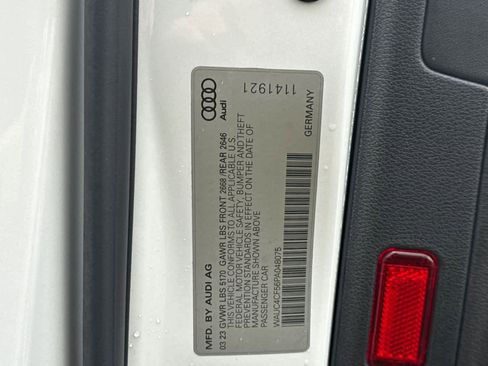 MFD. BY AUDI AG
03 23 GVWR LBS 5170 GAWR LBS FRONT 2668 /REAR 2646
THIS VEHICLE CONFORMS TO ALL APPLICABLE U.S.
FEDERAL MOTOR VEHICLE SAFETY, BUMPER AND THEFT
PREVENTION STANDARDS IN EFFECT ON THE DATE OF
MANUFACTURE SHOWN ABOVE
PASSENGER CAR
WAUC4CF56PA048075
Audi
1141921
GERMANY